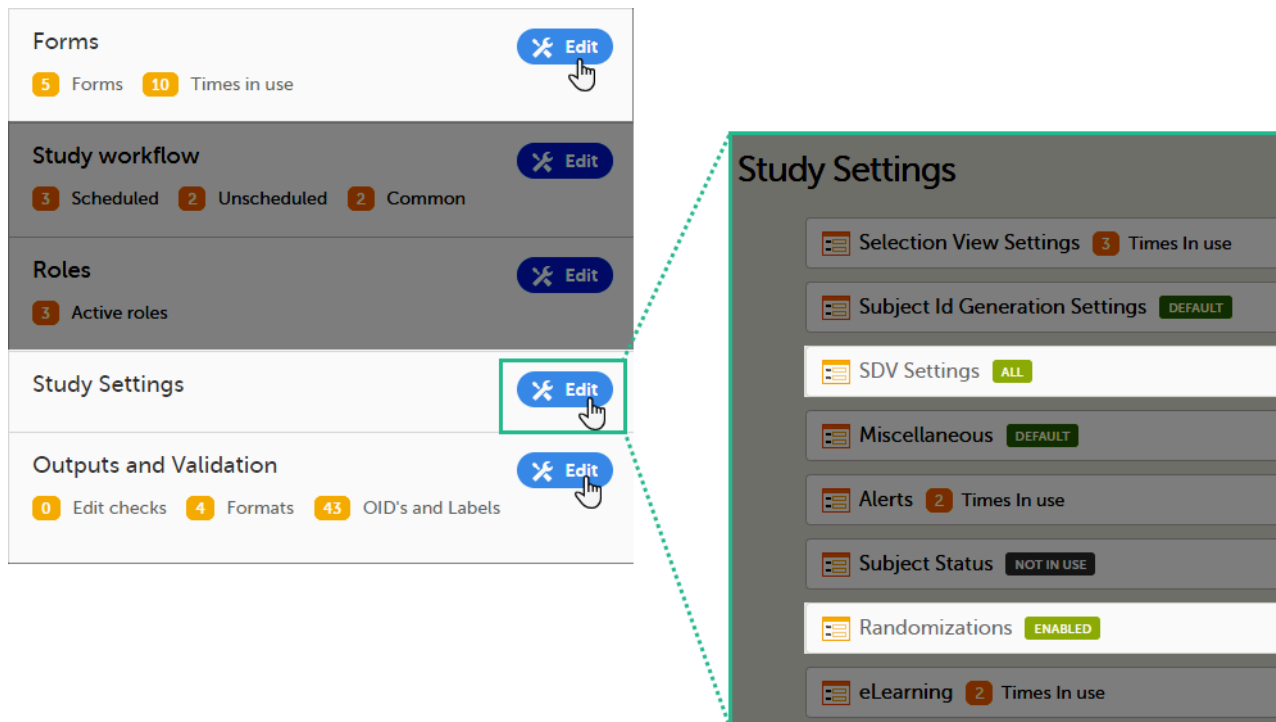 Forms
Edit
5 Forms 10 Times in use
Study workflow
Edit
3 Scheduled 2 Unscheduled 2 Common
Roles
Edit
3 Active roles
Study Settings
Edit
Outputs and Validation
Edit
0 Edit checks 4 Formats 43 OID's and Labels
Study Settings
Selection View Settings 3 Times In use
Subject Id Generation Settings DEFAULT
SDV Settings ALL
Miscellaneous DEFAULT
Alerts 2 Times In use
Subject Status NOT IN USE
Randomizations ENABLED
eLearning 2 Times In use